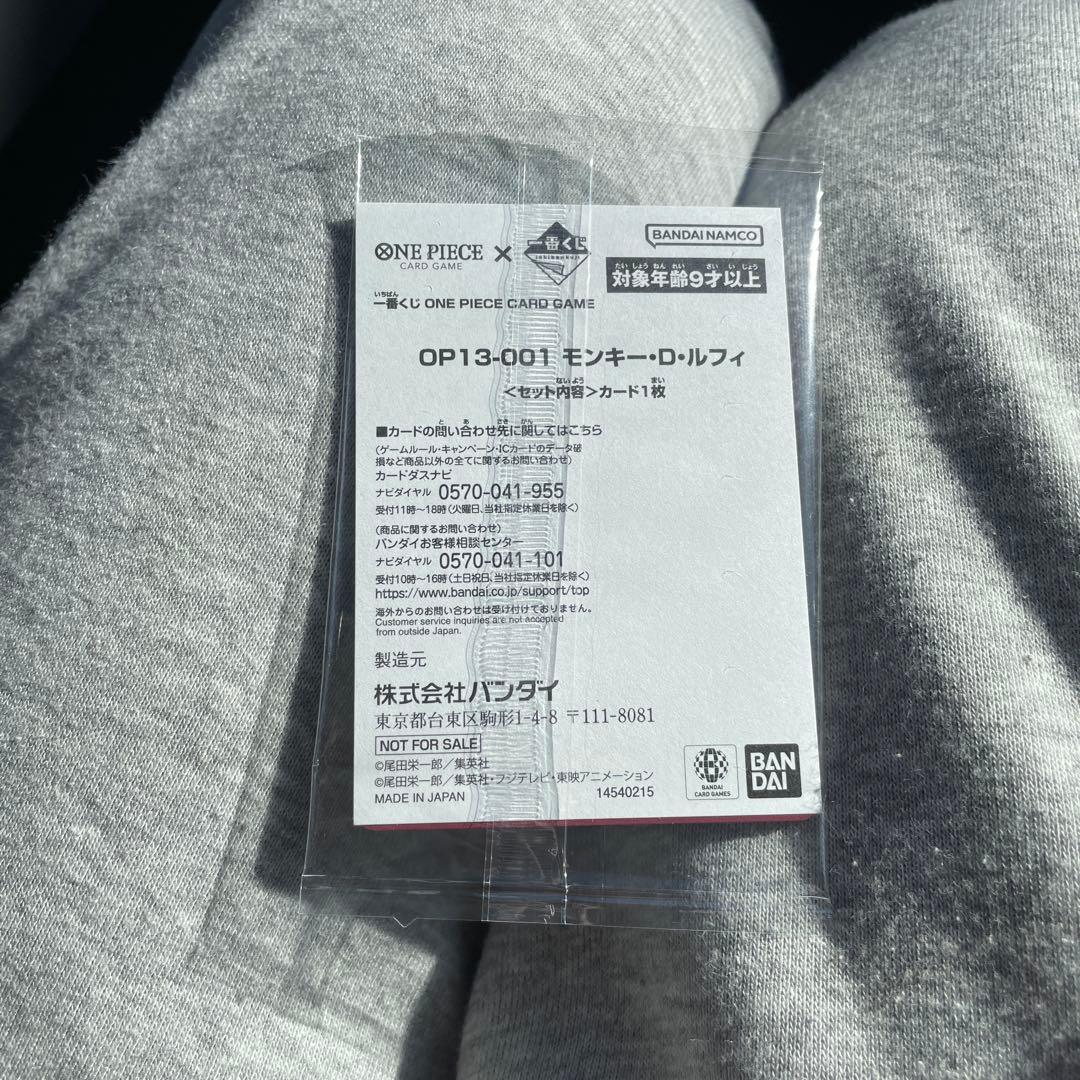 ONE PIECE CARD GAME × 一番くじ ichibankuji
BANDAI NAMCO
たいしょうねんれい さいいじょう
対象年齢9才以上
いちばん
一番くじ ONE PIECE CARD GAME
OP13-001 モンキー・D・ルフィ
ないよう まい
<セット内容>カード1枚
と あ さき かん
■カードの問い合わせ先に関してはこちら
(ゲームルール・キャンペーン・ICカードのデータ破
損など商品以外の全てに関するお問い合わせ)
カードダスナビ
ナビダイヤル 0570-041-955
受付11時~18時(火曜日、当社指定休業日を除く)
(商品に関するお問い合わせ)
バンダイお客様相談センター
ナビダイヤル 0570-041-101
受付10時~16時(土日祝日、当社指定休業日を除く)
https://www.bandai.co.jp/support/top
海外からのお問い合わせは受け付けておりません。
Customer service inquiries are not accepted
from outside Japan.
製造元
株式会社バンダイ
東京都台東区駒形1-4-8 〒111-8081
NOT FOR SALE
©尾田栄一郎/集英社
©尾田栄一郎/集英社・フジテレビ・東映アニメーション
MADE IN JAPAN
14540215
B BANDAI CARD GAMES
BANDAI